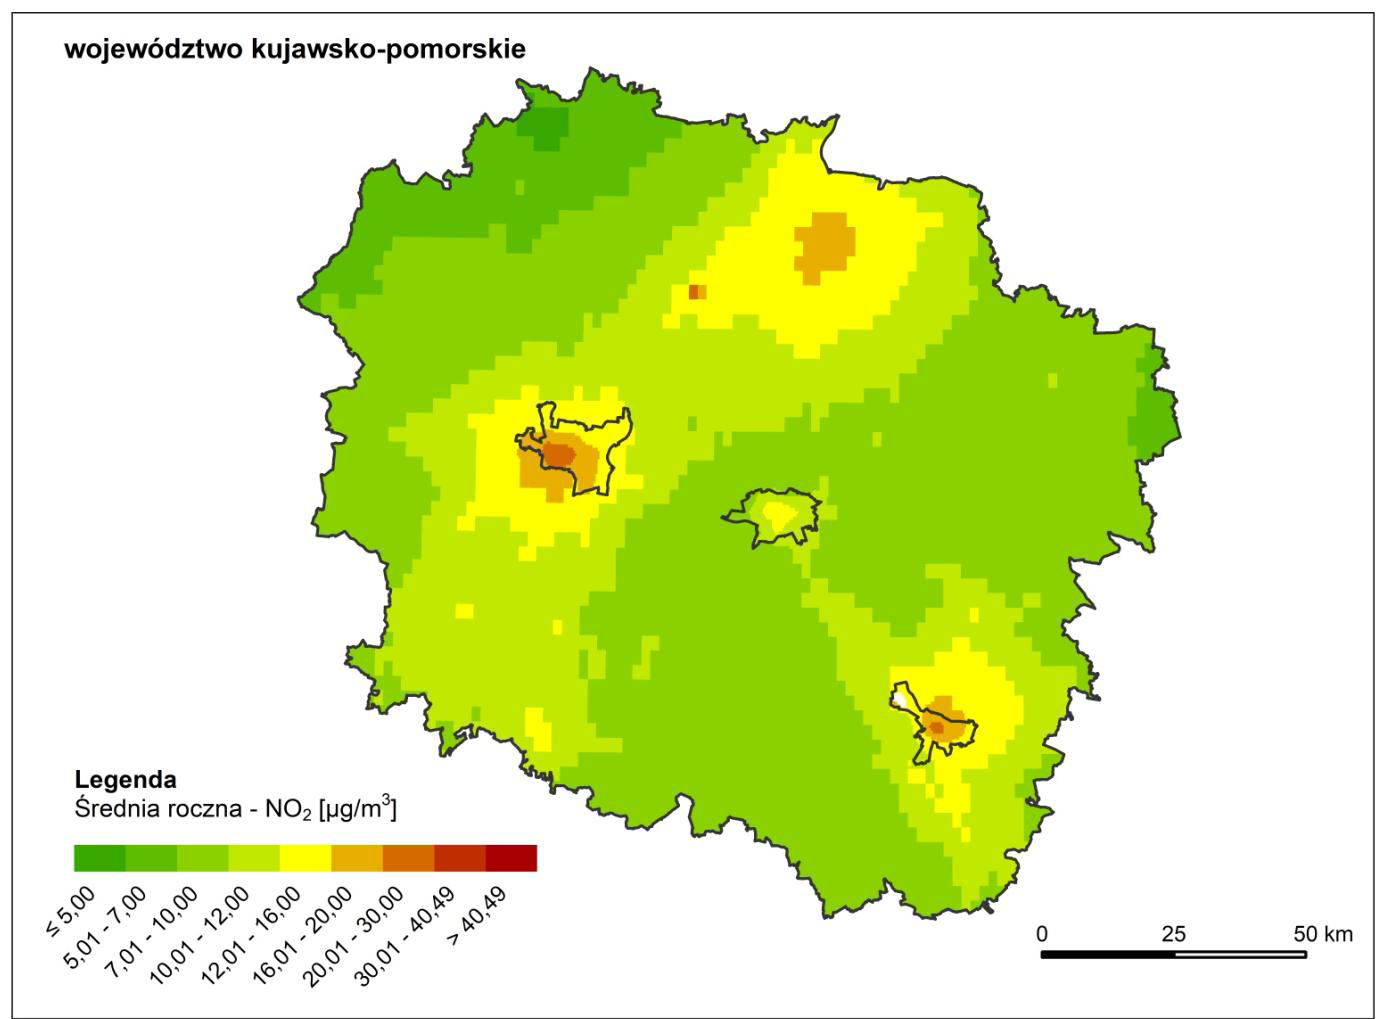 województwo kujawsko-pomorskie
Legenda
Średnia roczna - NO₂ [µg/m³]
≤ 5,00
5,01 - 7,00
7,01 - 10,00
10,01 - 12,00
12,01 - 16,00
16,01 - 20,00
20,01 - 30,00
30,01 - 40,49
> 40,49
0 25 50 km